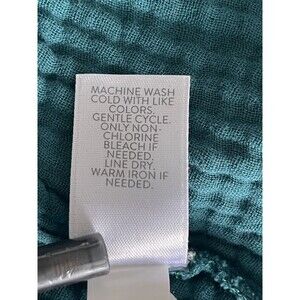 MACHINE WASH
COLD WITH LIKE
COLORS.
GENTLE CYCLE.
ONLY NON-
CHLORINE
BLEACH IF
NEEDED.
LINE DRY.
WARM IRON IF
NEEDED.